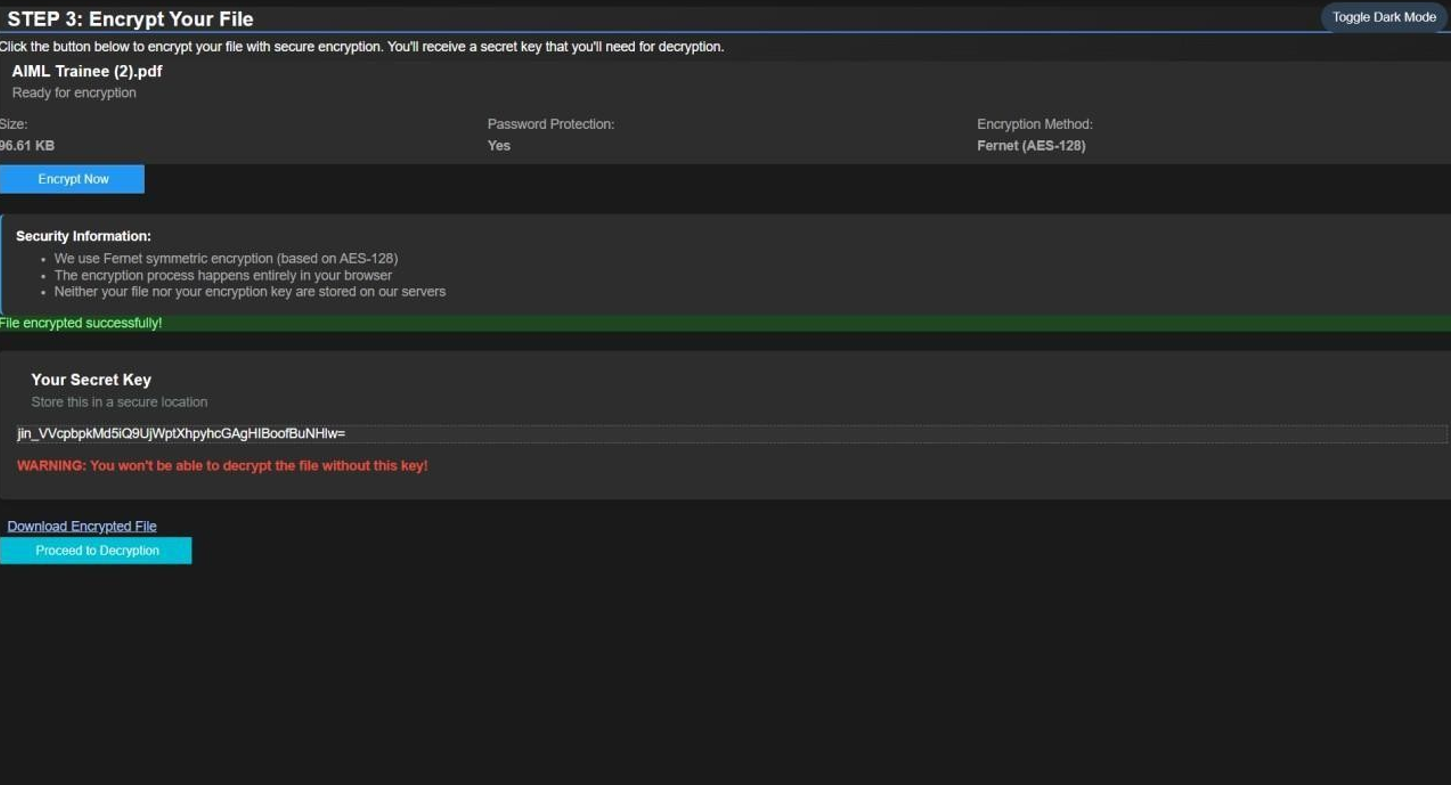 STEP 3: Encrypt Your File
Toggle Dark Mode
Click the button below to encrypt your file with secure encryption. You'll receive a secret key that you'll need for decryption.
AIML Trainee (2).pdf
Ready for encryption
Size:
Password Protection:
Encryption Method:
96.61 KB
Yes
Fernet (AES-128)
Encrypt Now
Security Information:
• We use Fernet symmetric encryption (based on AES-128)
• The encryption process happens entirely in your browser
• Neither your file nor your encryption key are stored on our servers
File encrypted successfully!
Your Secret Key
Store this in a secure location
jin_VVcpbpkMd5iQ9UjWptXhpyhcGAgHIBoofBuNHlw=
WARNING: You won't be able to decrypt the file without this key!
Download Encrypted File
Proceed to Decryption